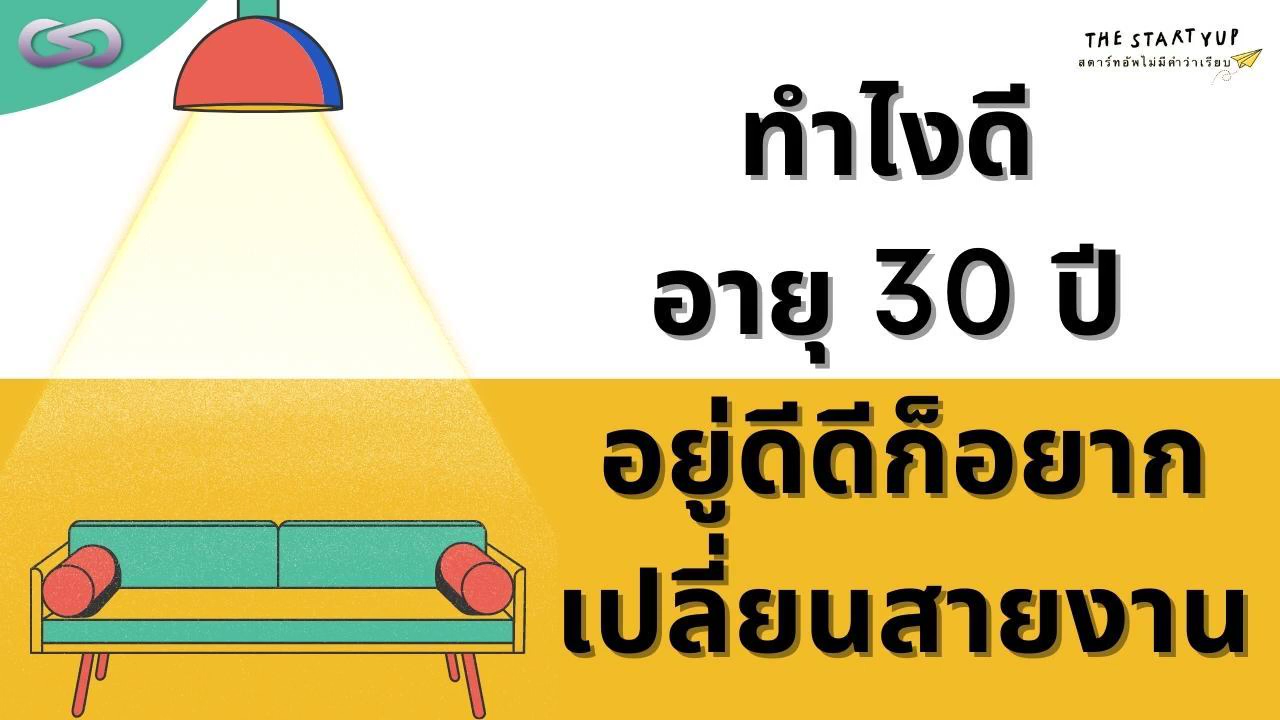 THE STARTYUP
สตาร์ทอัพไม่มีคำว่าเรียบ
ทำไงดี
อายุ 30 ปี
อยู่ดีดีก็อยาก
เปลี่ยนสายงาน